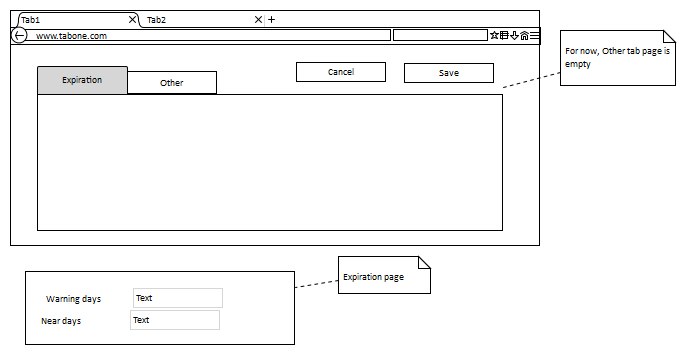 Tab1
Tab2
www.tabone.com
For now, Other tab page is
empty
Expiration
Other
Cancel
Save
Expiration page
Warning days
Text
Near days
Text